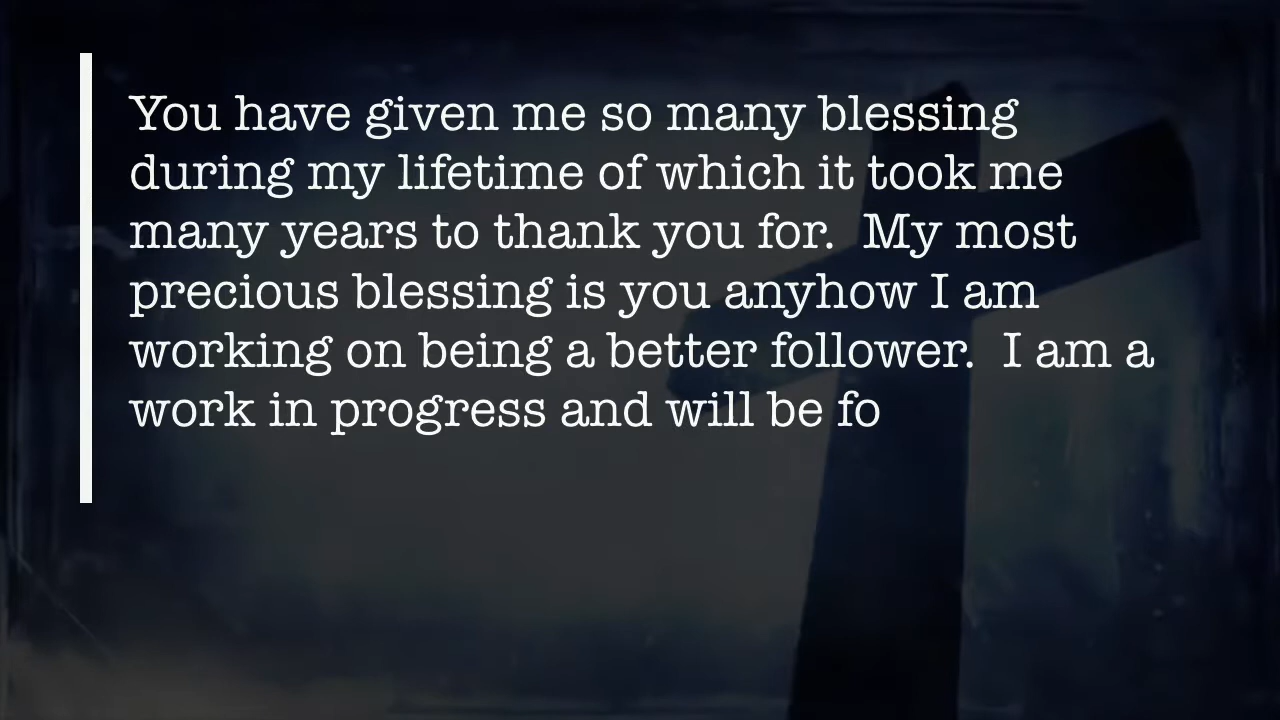 You have given me so many blessing
during my lifetime of which it took me
many years to thank you for.  My most
precious blessing is you anyhow I am
working on being a better follower.  I am a
work in progress and will be fo